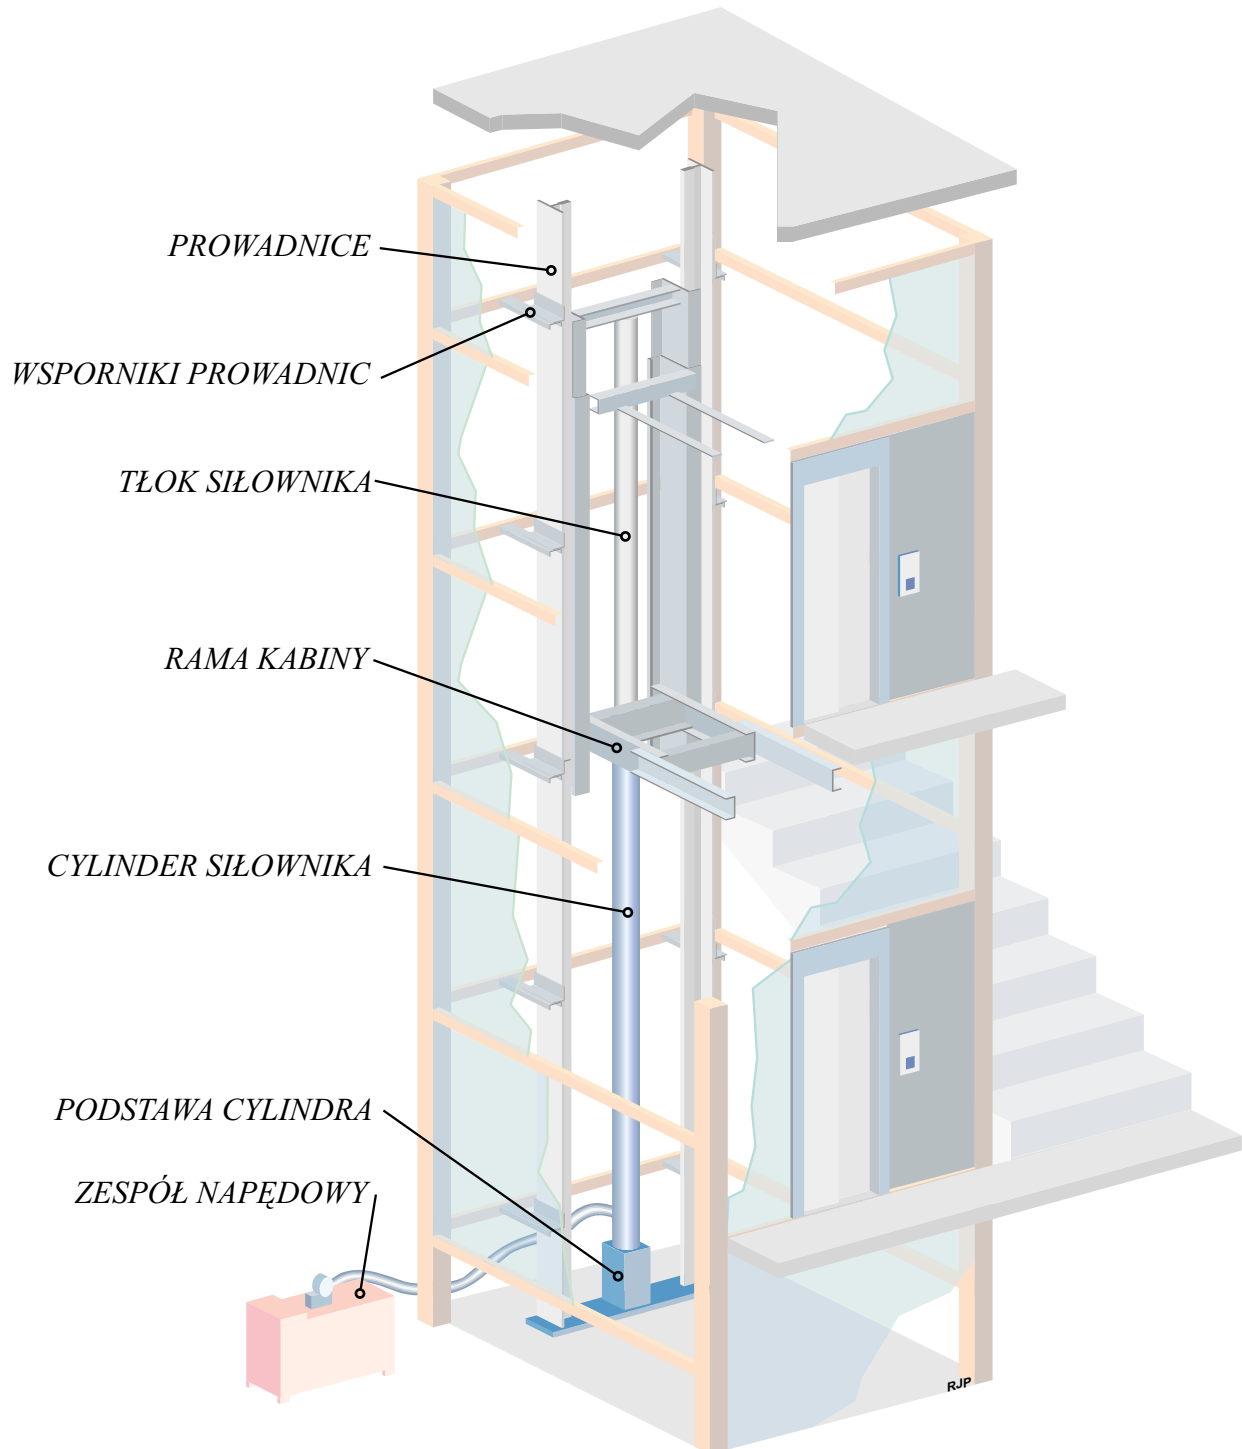 PROWADNICE
WSPORNIKI PROWADNIC
TŁOK SIŁOWNIKA
RAMA KABINY
CYLINDER SIŁOWNIKA
PODSTAWA CYLINDRA
ZESPÓŁ NAPĘDOWY
RJP